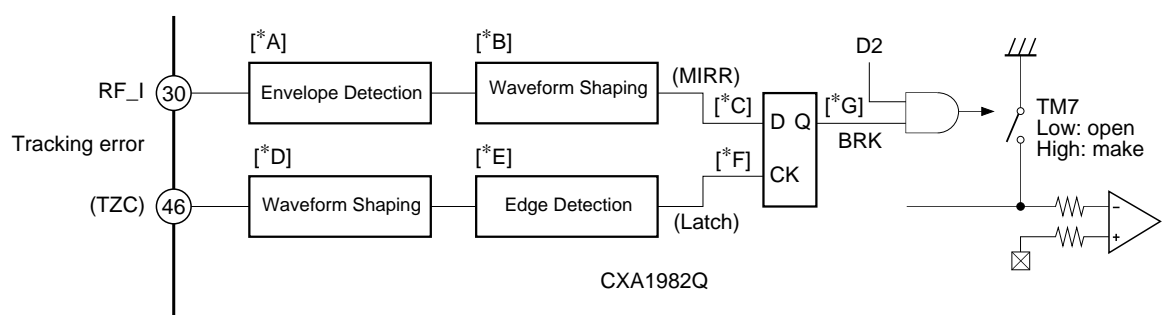 [*A]
[*B]
D2
RF_I
30
Envelope Detection
Waveform Shaping
(MIRR)
[*C]
D Q
[*G]
BRK
TM7
Low: open
High: make
Tracking error
[*D]
[*E]
[*F]
CK
(TZC)
46
Waveform Shaping
Edge Detection
(Latch)
−
+
CXA1982Q